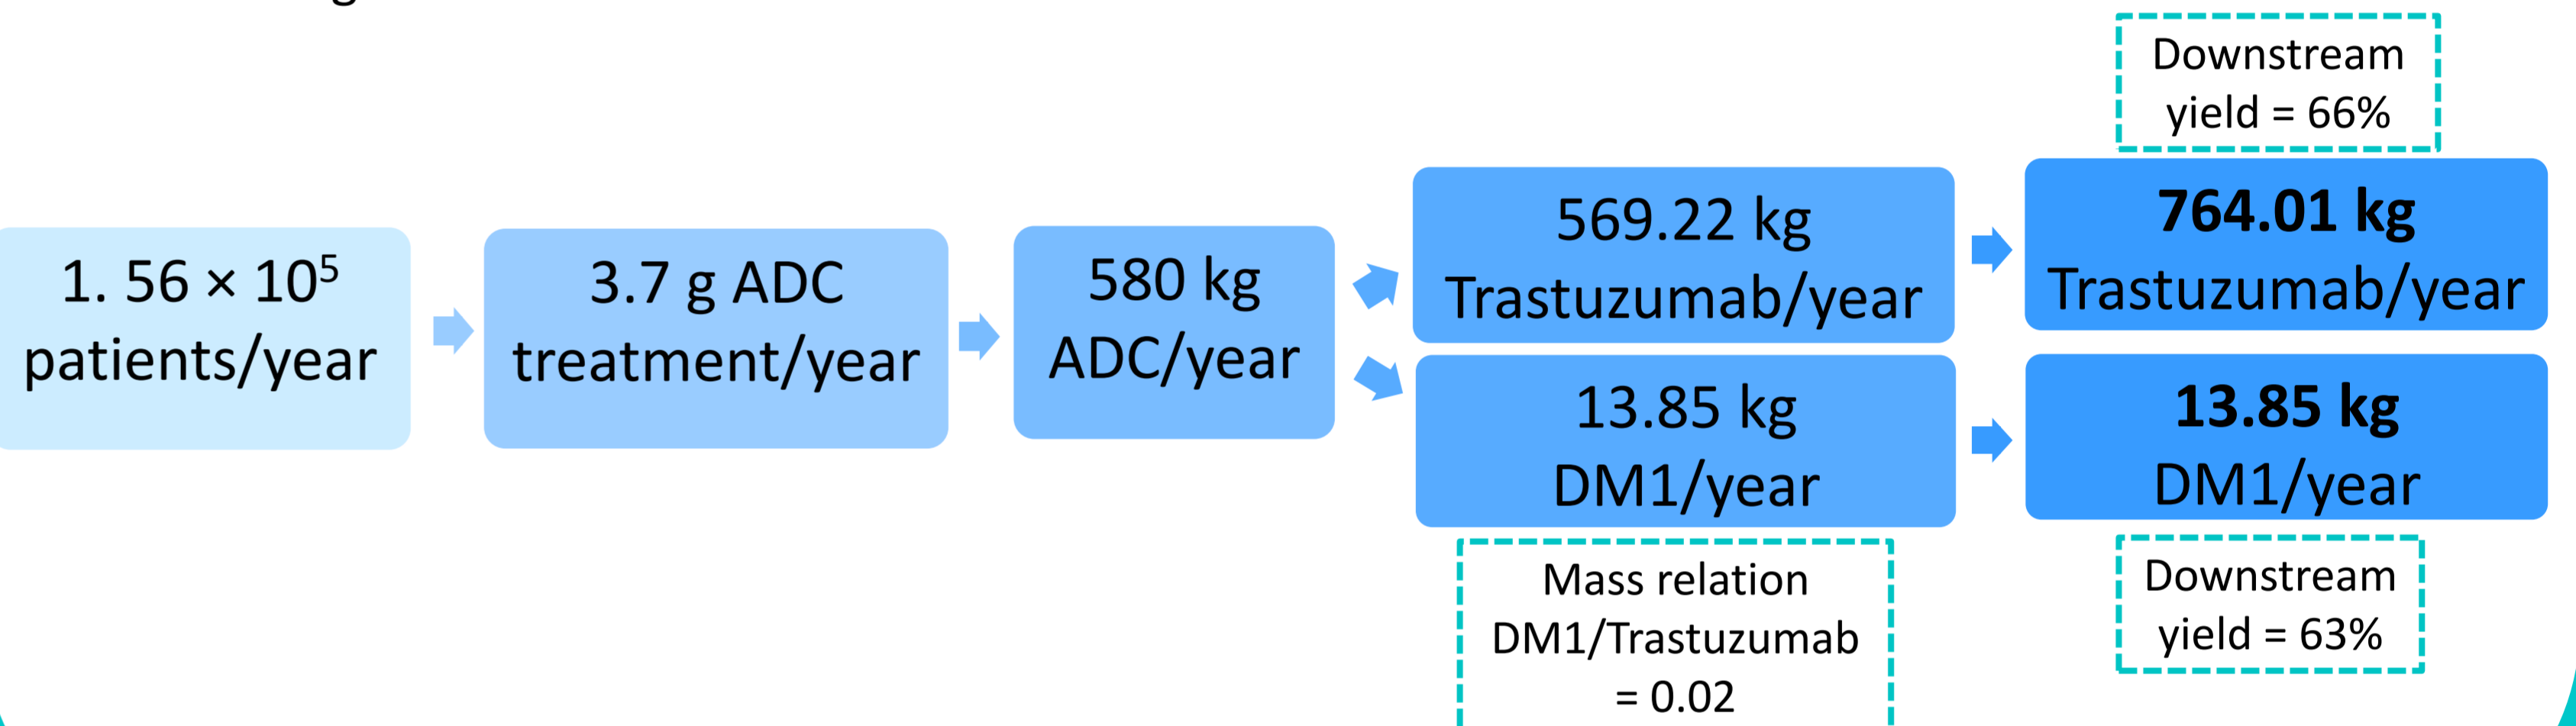 1. 56 × 10⁵
patients/year
3.7 g ADC
treatment/year
580 kg
ADC/year
569.22 kg
Trastuzumab/year
13.85 kg
DM1/year
Mass relation
DM1/Trastuzumab
= 0.02
Downstream
yield = 66%
764.01 kg
Trastuzumab/year
13.85 kg
DM1/year
Downstream
yield = 63%